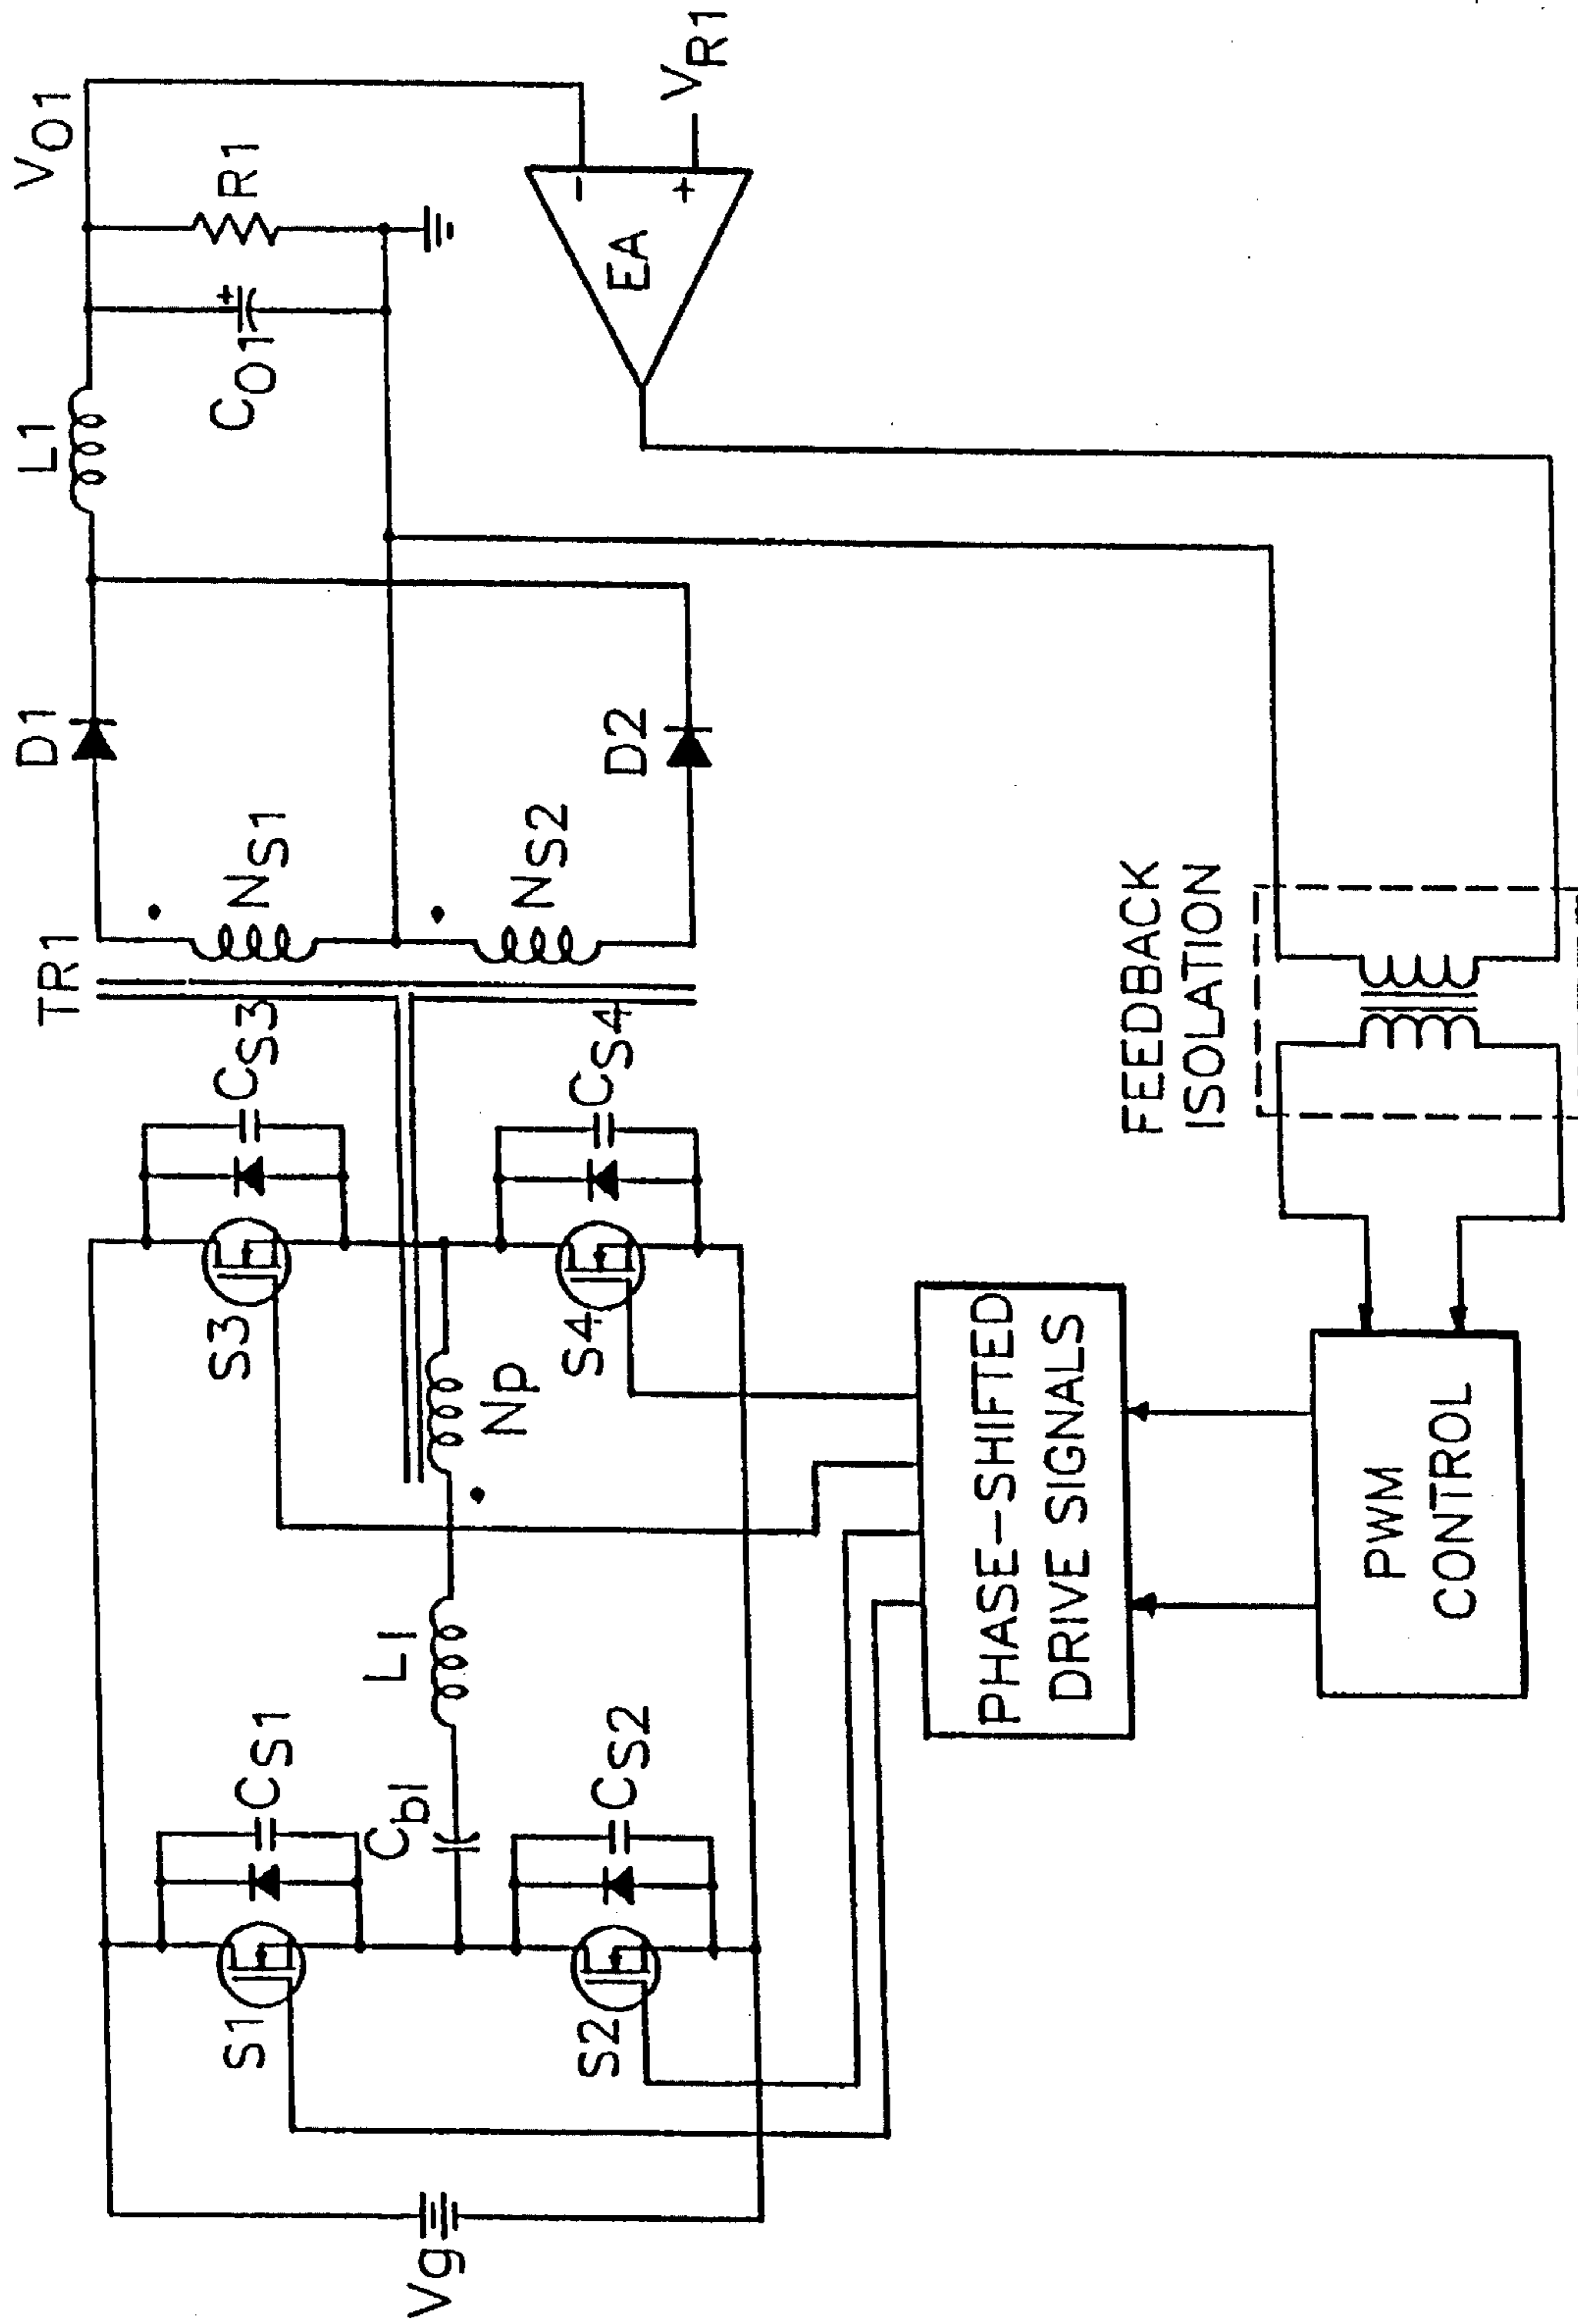 Vg
S1
CS1
S2
CS2
Cbl
Ll
Np
S3
CS3
S4
CS4
TR1
NS1
NS2
D1
D2
L1
CO1
+
R1
VO1
-
+
EA
VR1
PHASE-SHIFTED
DRIVE SIGNALS
PWM
CONTROL
FEEDBACK
ISOLATION